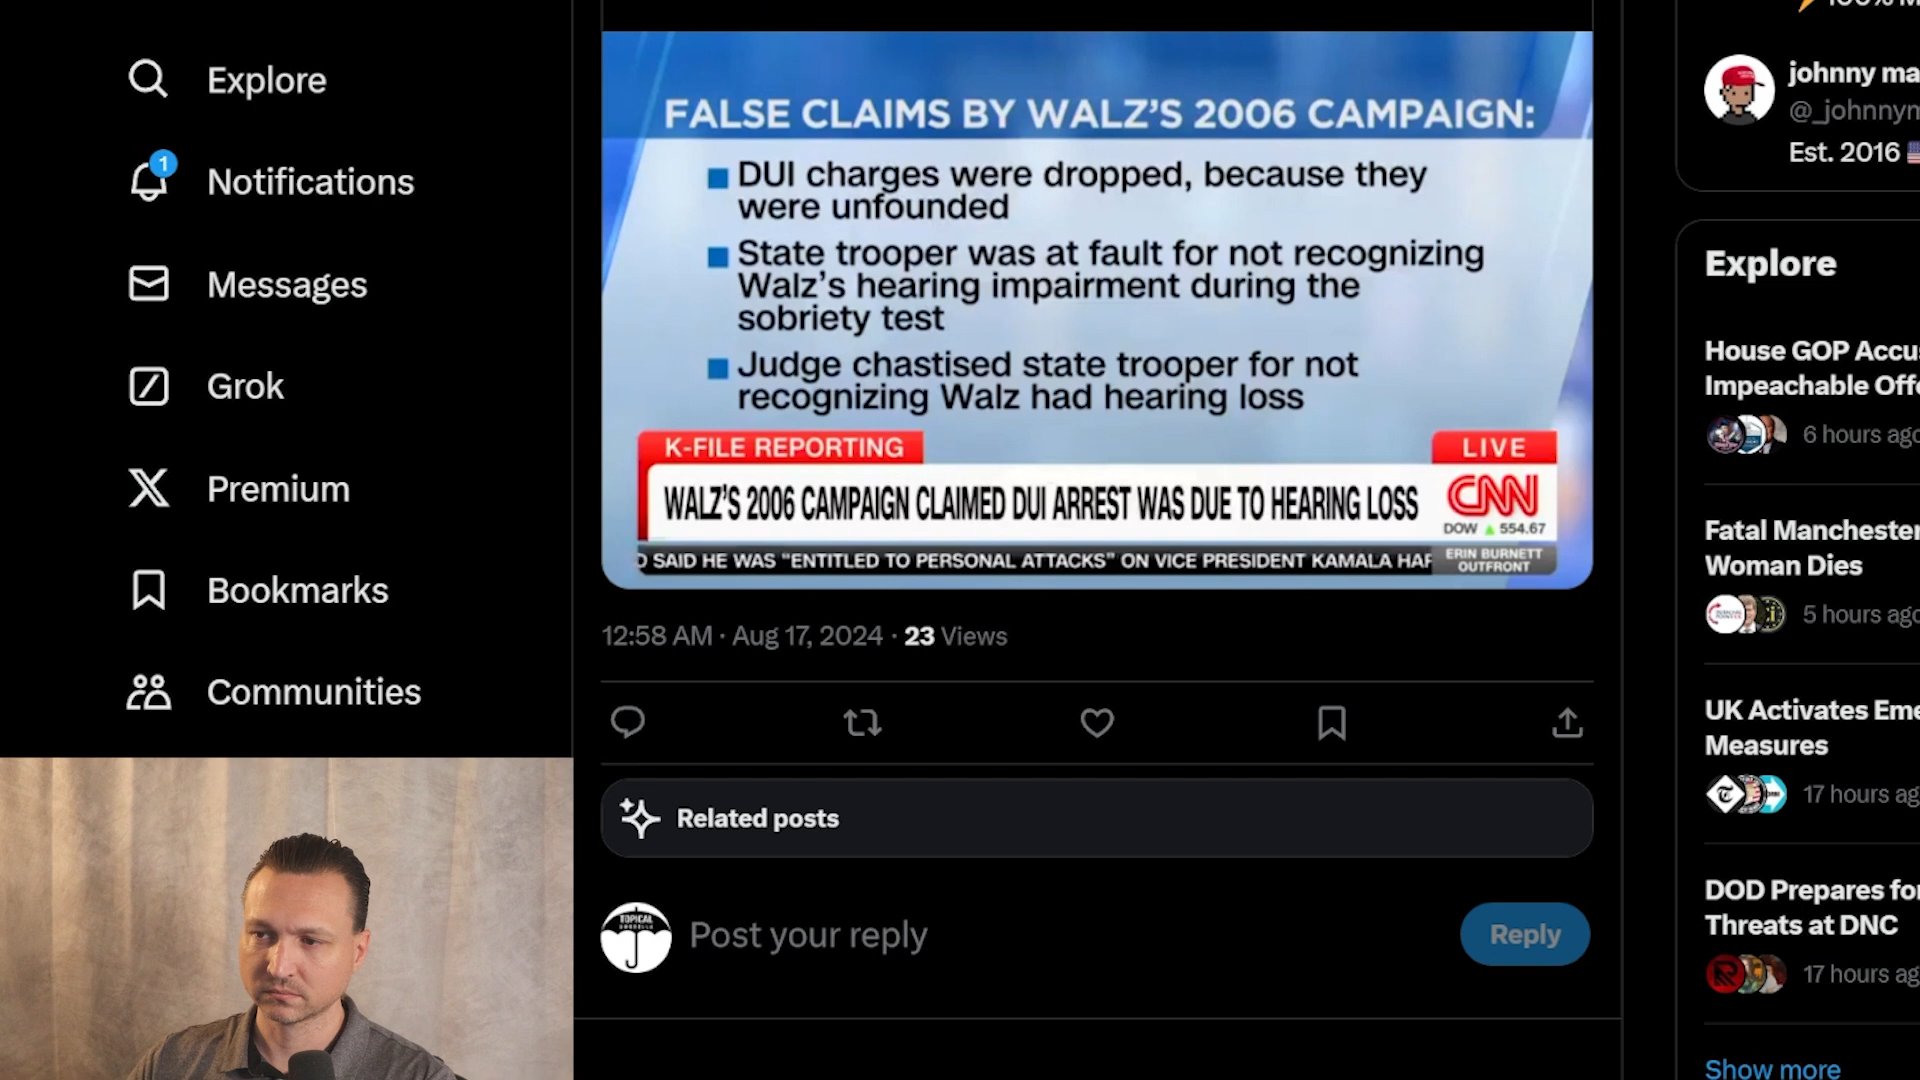 Explore
1
Notifications
Messages
Grok
Premium
Bookmarks
Communities
FALSE CLAIMS BY WALZ'S 2006 CAMPAIGN:
DUI charges were dropped, because they
were unfounded
State trooper was at fault for not recognizing
Walz's hearing impairment during the
sobriety test
Judge chastised state trooper for not
recognizing Walz had hearing loss
K-FILE REPORTING
LIVE
WALZ'S 2006 CAMPAIGN CLAIMED DUI ARREST WAS DUE TO HEARING LOSS
CNN
DOW ▲ 554.67
SAID HE WAS "ENTITLED TO PERSONAL ATTACKS" ON VICE PRESIDENT KAMALA HAR
ERIN BURNETT
OUTFRONT
12:58 AM · Aug 17, 2024 · 23 Views
Related posts
TOPICAL
Post your reply
Reply
100% M
johnny ma
@_johnnym
Est. 2016
Explore
House GOP Accu
Impeachable Off
6 hours ago
Fatal Manchester
Woman Dies
5 hours ago
UK Activates Eme
Measures
17 hours ag
DOD Prepares for
Threats at DNC
17 hours ag
Show more